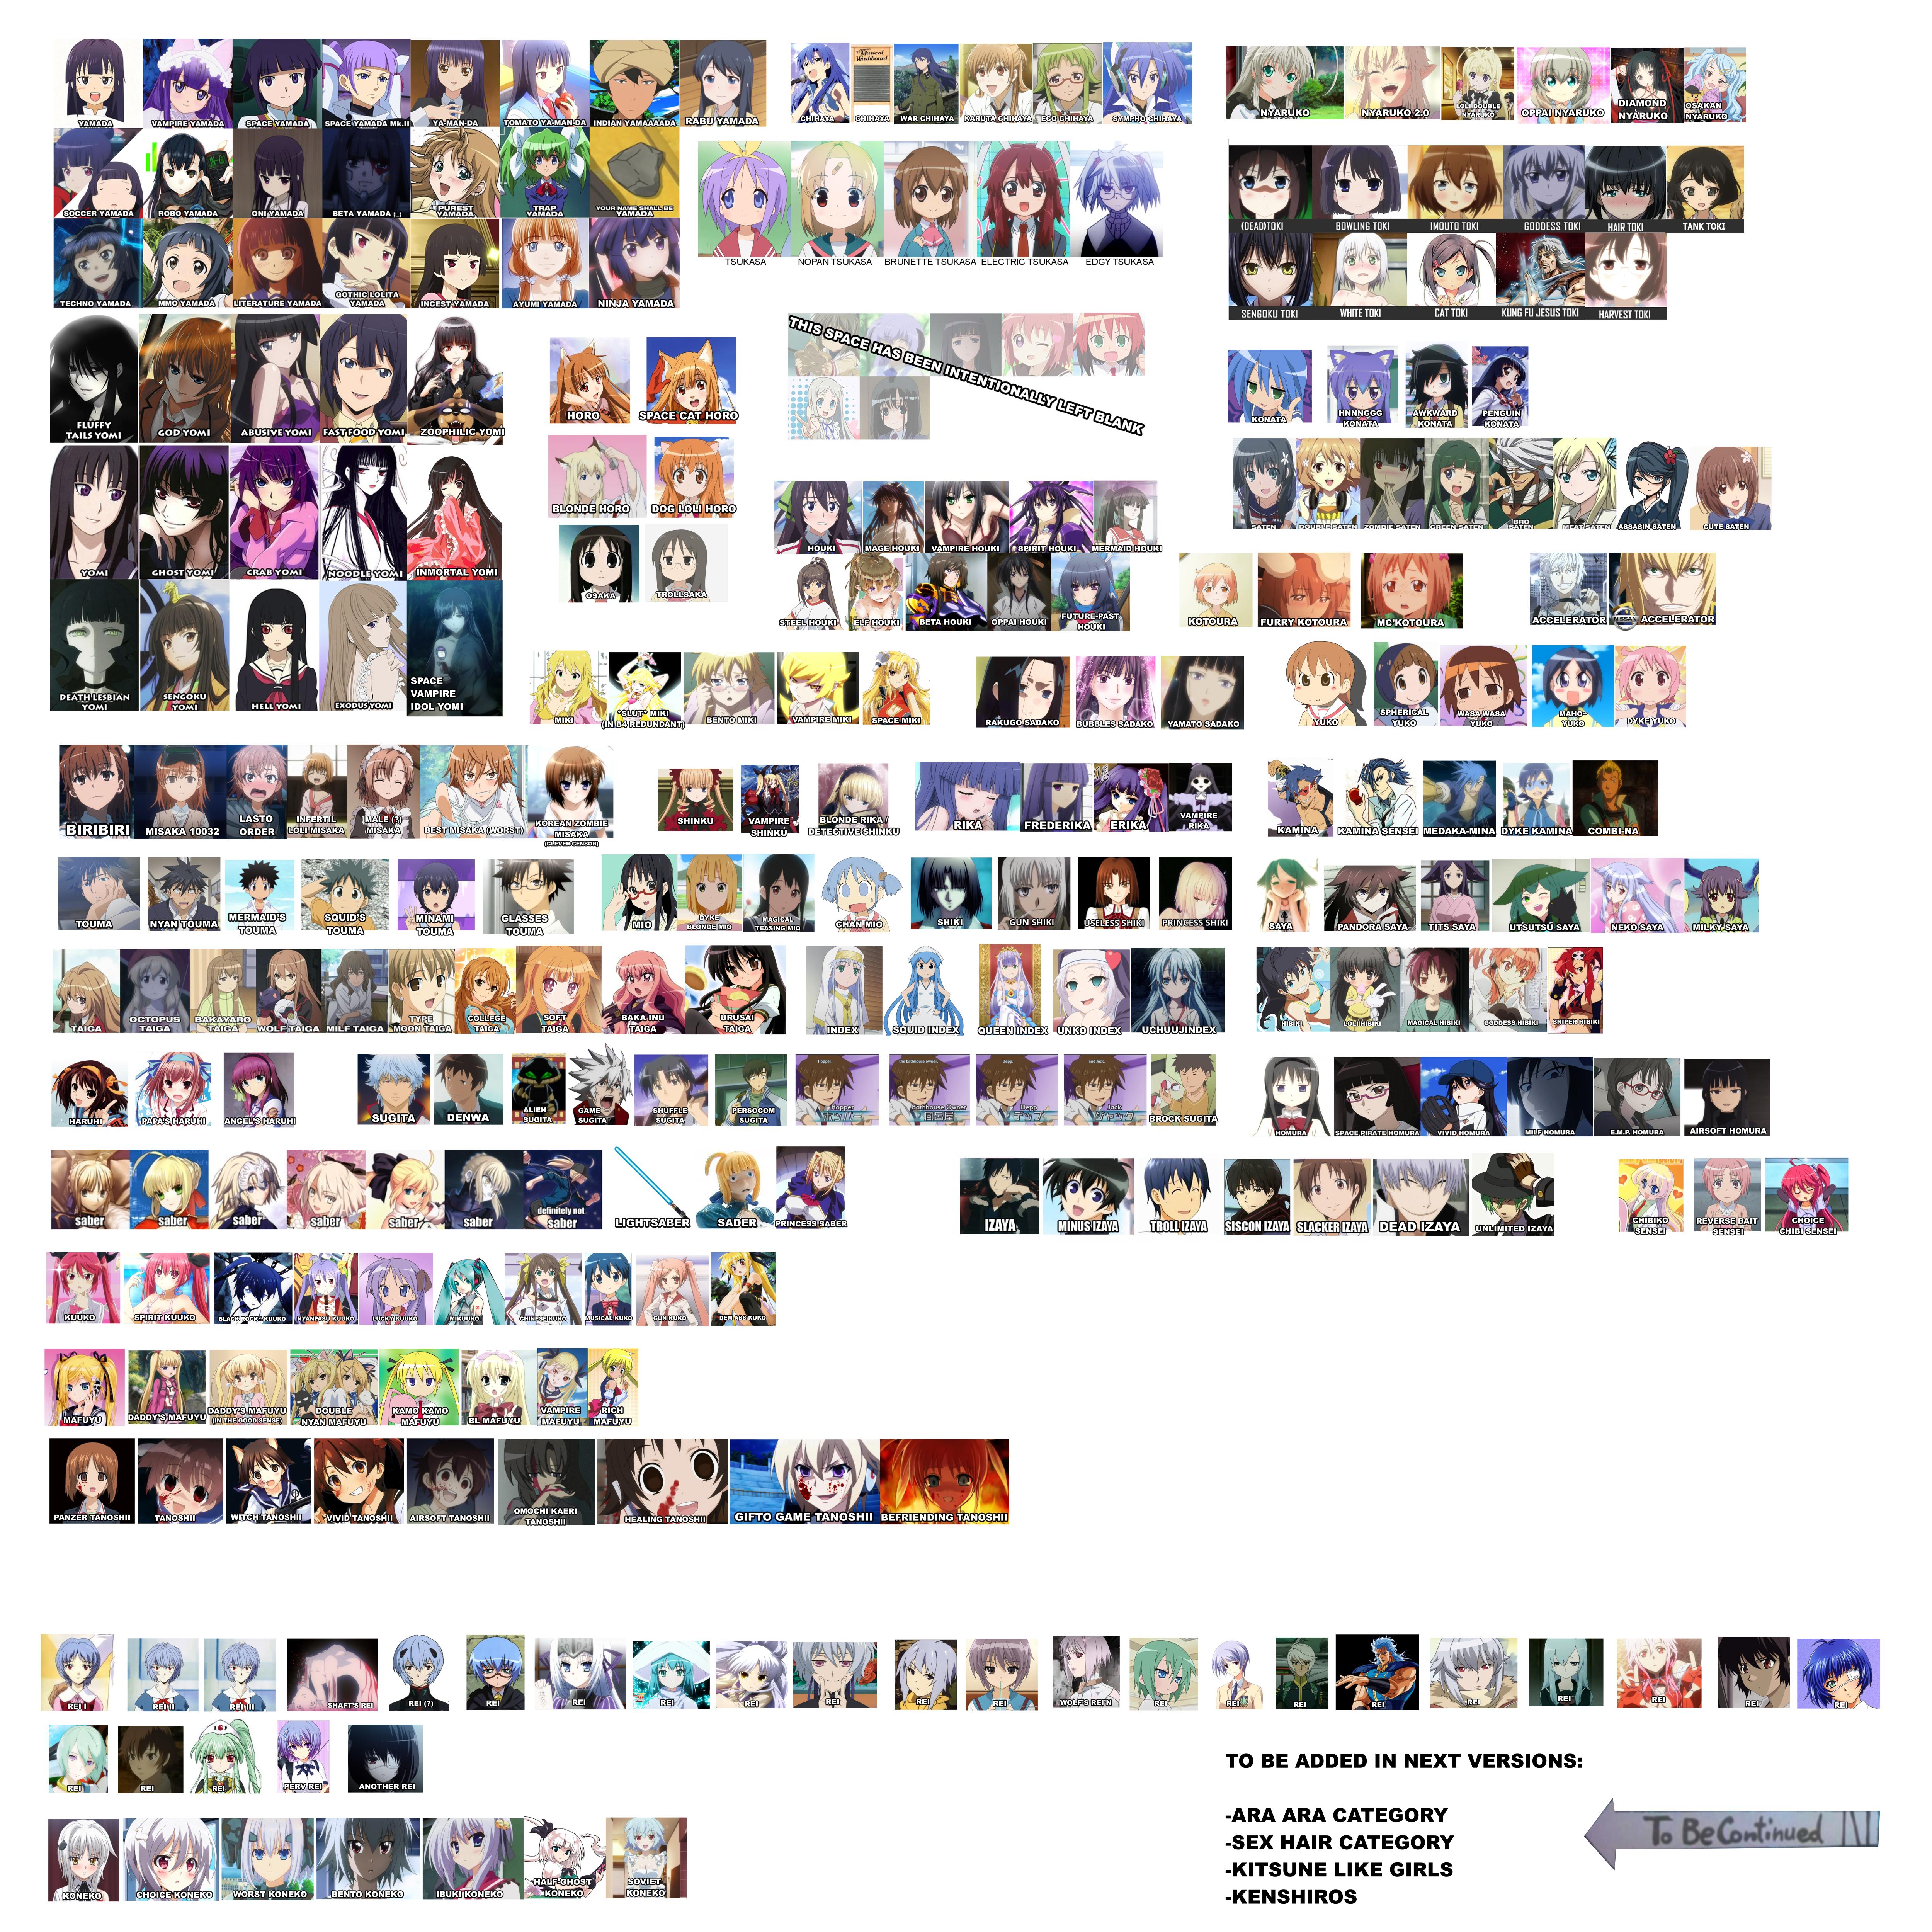 YAMADA
VAMPIRE YAMADA
SPACE YAMADA
SPACE YAMADA Mk.II
YA-MAN-DA
TOMATO YA-MAN-DA
INDIAN YAMAAAADA
RABU YAMADA
SOCCER YAMADA
ROBO YAMADA
ONI YAMADA
BETA YAMADA ; ;
PUREST
YAMADA
TRAP
YAMADA
YOUR NAME SHALL BE
YAMADA
TECHNO YAMADA
MMO YAMADA
LITERATURE YAMADA
GOTHIC LOLITA
YAMADA
INCEST YAMADA
AYUMI YAMADA
NINJA YAMADA
CHIHAYA
Musical
Washboard
CHIHAYA
WAR CHIHAYA
KARUTA CHIHAYA
ECO CHIHAYA
SYMPHO CHIHAYA
NYARUKO
NYARUKO 2.0
LOLI DOUBLE
NYARUKO
OPPAI NYARUKO
DIAMOND
NYARUKO
OSAKAN
NYARUKO
TSUKASA
NOPAN TSUKASA
BRUNETTE TSUKASA
ELECTRIC TSUKASA
EDGY TSUKASA
(DEAD)TOKI
BOWLING TOKI
IMOUTO TOKI
GODDESS TOKI
HAIR TOKI
TANK TOKI
SENGOKU TOKI
WHITE TOKI
CAT TOKI
KUNG FU JESUS TOKI
HARVEST TOKI
FLUFFY
TAILS YOMI
GOD YOMI
ABUSIVE YOMI
FAST FOOD YOMI
ZOOPHILIC YOMI
YOMI
GHOST YOMI
CRAB YOMI
NOODLE YOMI
INMORTAL YOMI
DEATH LESBIAN
YOMI
SENGOKU
YOMI
HELL YOMI
EXODUS YOMI
SPACE
VAMPIRE
IDOL YOMI
HORO
SPACE CAT HORO
BLONDE HORO
DOG LOLI HORO
OSAKA
TROLLSAKA
THIS SPACE HAS BEEN INTENTIONALLY LEFT BLANK
KONATA
HNNNGGG
KONATA
AWKWARD
KONATA
PENGUIN
KONATA
SATEN
DOUBLE SATEN
ZOMBIE SATEN
GREEN SATEN
BRO
SATEN
MEAT SATEN
ASSASIN SATEN
CUTE SATEN
HOUKI
MAGE HOUKI
VAMPIRE HOUKI
SPIRIT HOUKI
MERMAID HOUKI
STEEL HOUKI
ELF HOUKI
BETA HOUKI
OPPAI HOUKI
FUTURE-PAST
HOUKI
KOTOURA
FURRY KOTOURA
MC'KOTOURA
ACCELERATOR
NISSAN ACCELERATOR
MIKI
"SLUT" MIKI
(IN B4 REDUNDANT)
BENTO MIKI
VAMPIRE MIKI
SPACE MIKI
RAKUGO SADAKO
BUBBLES SADAKO
YAMATO SADAKO
YUKO
SPHERICAL
YUKO
WASA WASA
YUKO
MAHO-
YUKO
DYKE YUKO
BIRIBIRI
MISAKA 10032
LASTO
ORDER
INFERTIL
LOLI MISAKA
MALE (?)
MISAKA
BEST MISAKA (WORST)
KOREAN ZOMBIE
MISAKA
(CLEVER CENSOR)
SHINKU
VAMPIRE
SHINKU
BLONDE RIKA /
DETECTIVE SHINKU
RIKA
FREDERIKA
ERIKA
VAMPIRE
RIKA
KAMINA
KAMINA SENSEI
MEDAKA-MINA
DYKE KAMINA
COMBI-NA
TOUMA
NYAN TOUMA
MERMAID'S
TOUMA
SQUID'S
TOUMA
MINAMI
TOUMA
GLASSES
TOUMA
MIO
DYKE
BLONDE MIO
MAGICAL
TEASING MIO
CHAN MIO
SHIKI
GUN SHIKI
USELESS SHIKI
PRINCESS SHIKI
SAYA
PANDORA SAYA
TITS SAYA
UTSUTSU SAYA
NEKO SAYA
MILKY SAYA
TAIGA
OCTOPUS
TAIGA
BAKAYARO
TAIGA
WOLF TAIGA
MILF TAIGA
TYPE
MOON TAIGA
COLLEGE
TAIGA
SOFT
TAIGA
BAKA INU
TAIGA
URUSAI
TAIGA
INDEX
SQUID INDEX
QUEEN INDEX
UNKO INDEX
UCHUUJINDEX
HIBIKI
LOLI HIBIKI
MAGICAL HIBIKI
GODDESS HIBIKI
SNIPER HIBIKI
HARUHI
PAPA'S HARUHI
ANGEL'S HARUHI
SUGITA
DENWA
ALIEN
SUGITA
GAME
SUGITA
SHUFFLE
SUGITA
PERSOCOM
SUGITA
Hopper,
Hopper
the bathhouse owner,
Bathhouse Owner
Depp,
Depp
and Jack.
Jack
BROCK SUGITA
HOMURA
SPACE PIRATE HOMURA
VIVID HOMURA
MILF HOMURA
E.M.P. HOMURA
AIRSOFT HOMURA
saber
saber
saber
saber
saber
saber
definitely not
saber
LIGHTSABER
SADER
PRINCESS SABER
IZAYA
MINUS IZAYA
TROLL IZAYA
SISCON IZAYA
SLACKER IZAYA
DEAD IZAYA
UNLIMITED IZAYA
CHIBIKO
SENSEI
REVERSE BAIT
SENSEI
CHOICE
CHIBI SENSEI
KUUKO
SPIRIT KUUKO
BLACK ROCK KUUKO
NYANPASU KUUKO
LUCKY KUUKO
MIKUUKO
CHINESE KUKO
MUSICAL KUKO
GUN KUKO
DEM ASS KUKO
MAFUYU
DADDY'S MAFUYU
DADDY'S MAFUYU
(IN THE GOOD SENSE)
DOUBLE
NYAN MAFUYU
KAMO KAMO
MAFUYU
BL MAFUYU
VAMPIRE
MAFUYU
RICH
MAFUYU
PANZER TANOSHII
TANOSHII
WITCH TANOSHII
VIVID TANOSHII
AIRSOFT TANOSHII
OMOCHI KAERI
TANOSHII
HEALING TANOSHII
GIFTO GAME TANOSHII
BEFRIENDING TANOSHII
REI I
REI II
REI III
SHAFT'S REI
REI (?)
REI
REI
REI
REI
REI
REI
REI
WOLF'S REI'N
REI
REI
REI
REI
REI
REI
REI
REI
REI
REI
REI
REI
PERV REI
ANOTHER REI
KONEKO
CHOICE KONEKO
WORST KONEKO
BENTO KONEKO
IBUKI KONEKO
HALF-GHOST
KONEKO
SOVIET
KONEKO
TO BE ADDED IN NEXT VERSIONS:
-ARA ARA CATEGORY
-SEX HAIR CATEGORY
-KITSUNE LIKE GIRLS
-KENSHIROS
To Be Continued